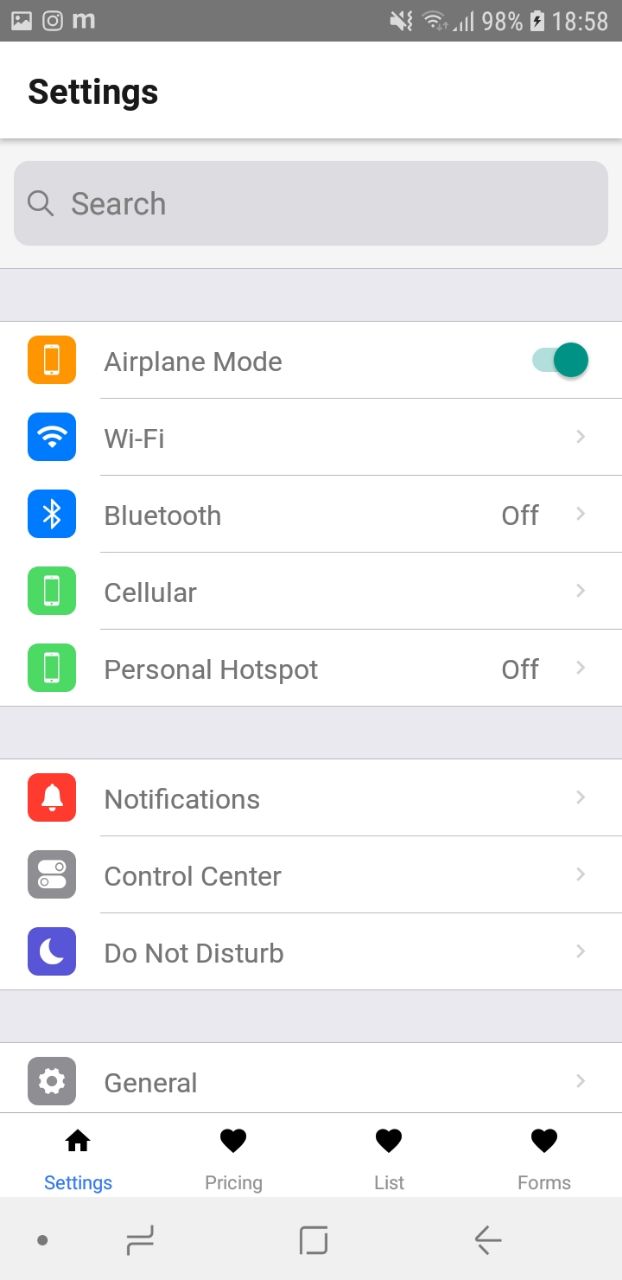 m 98% 18:58
Settings
Search
Airplane Mode
Wi-Fi
Bluetooth Off
Cellular
Personal Hotspot Off
Notifications
Control Center
Do Not Disturb
General
Settings Pricing List Forms